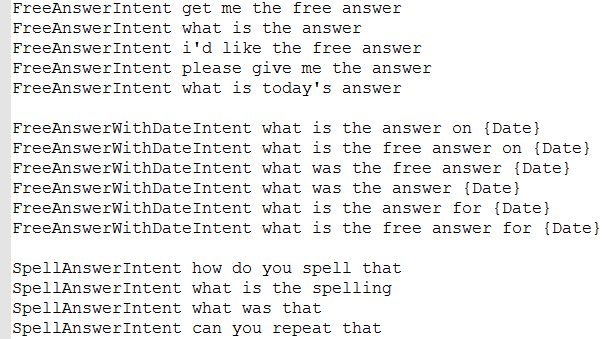 FreeAnswerIntent get me the free answer
FreeAnswerIntent what is the answer
FreeAnswerIntent i'd like the free answer
FreeAnswerIntent please give me the answer
FreeAnswerIntent what is today's answer
FreeAnswerWithDateIntent what is the answer on {Date}
FreeAnswerWithDateIntent what is the free answer on {Date}
FreeAnswerWithDateIntent what was the free answer {Date}
FreeAnswerWithDateIntent what was the answer {Date}
FreeAnswerWithDateIntent what is the answer for {Date}
FreeAnswerWithDateIntent what is the free answer for {Date}
SpellAnswerIntent how do you spell that
SpellAnswerIntent what is the spelling
SpellAnswerIntent what was that
SpellAnswerIntent can you repeat that